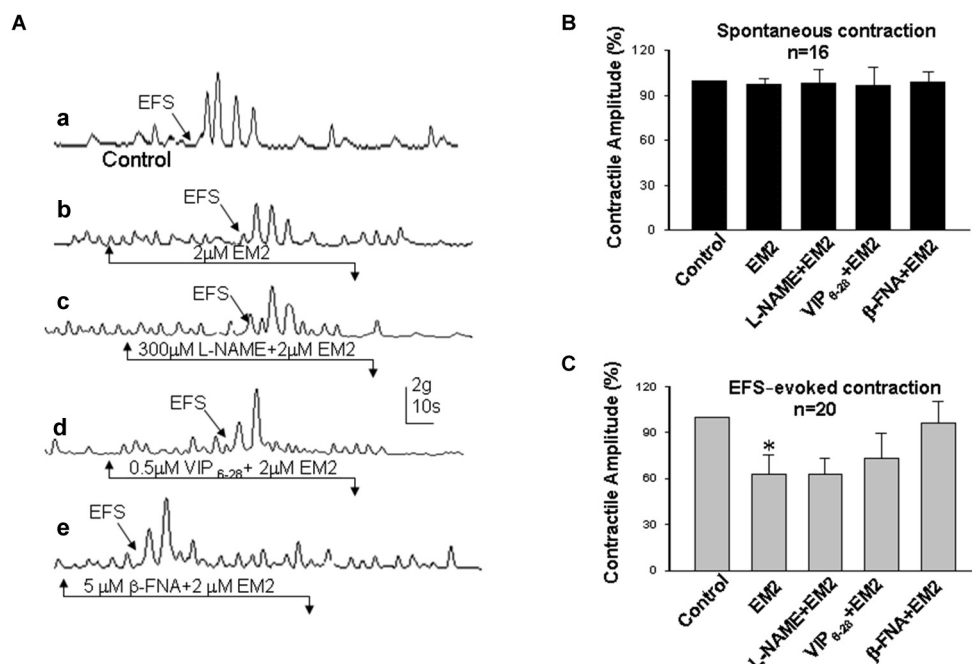 A
a
EFS
Control
b
EFS
2μM EM2
c
EFS
300μM L-NAME+2μM EM2
2g
10s
d
EFS
0.5μM VIP 6-28 + 2μM EM2
e
EFS
5 μM β-FNA+2 μM EM2
B
Spontaneous contraction
n=16
Contractile Amplitude (%)
120
90
60
30
0
Control
EM2
L-NAME+EM2
VIP 6-28 +EM2
β-FNA+EM2
C
EFS-evoked contraction
n=20
Contractile Amplitude (%)
120
90
60
30
0
*
Control
EM2
L-NAME+EM2
VIP 6-28 +EM2
β-FNA+EM2